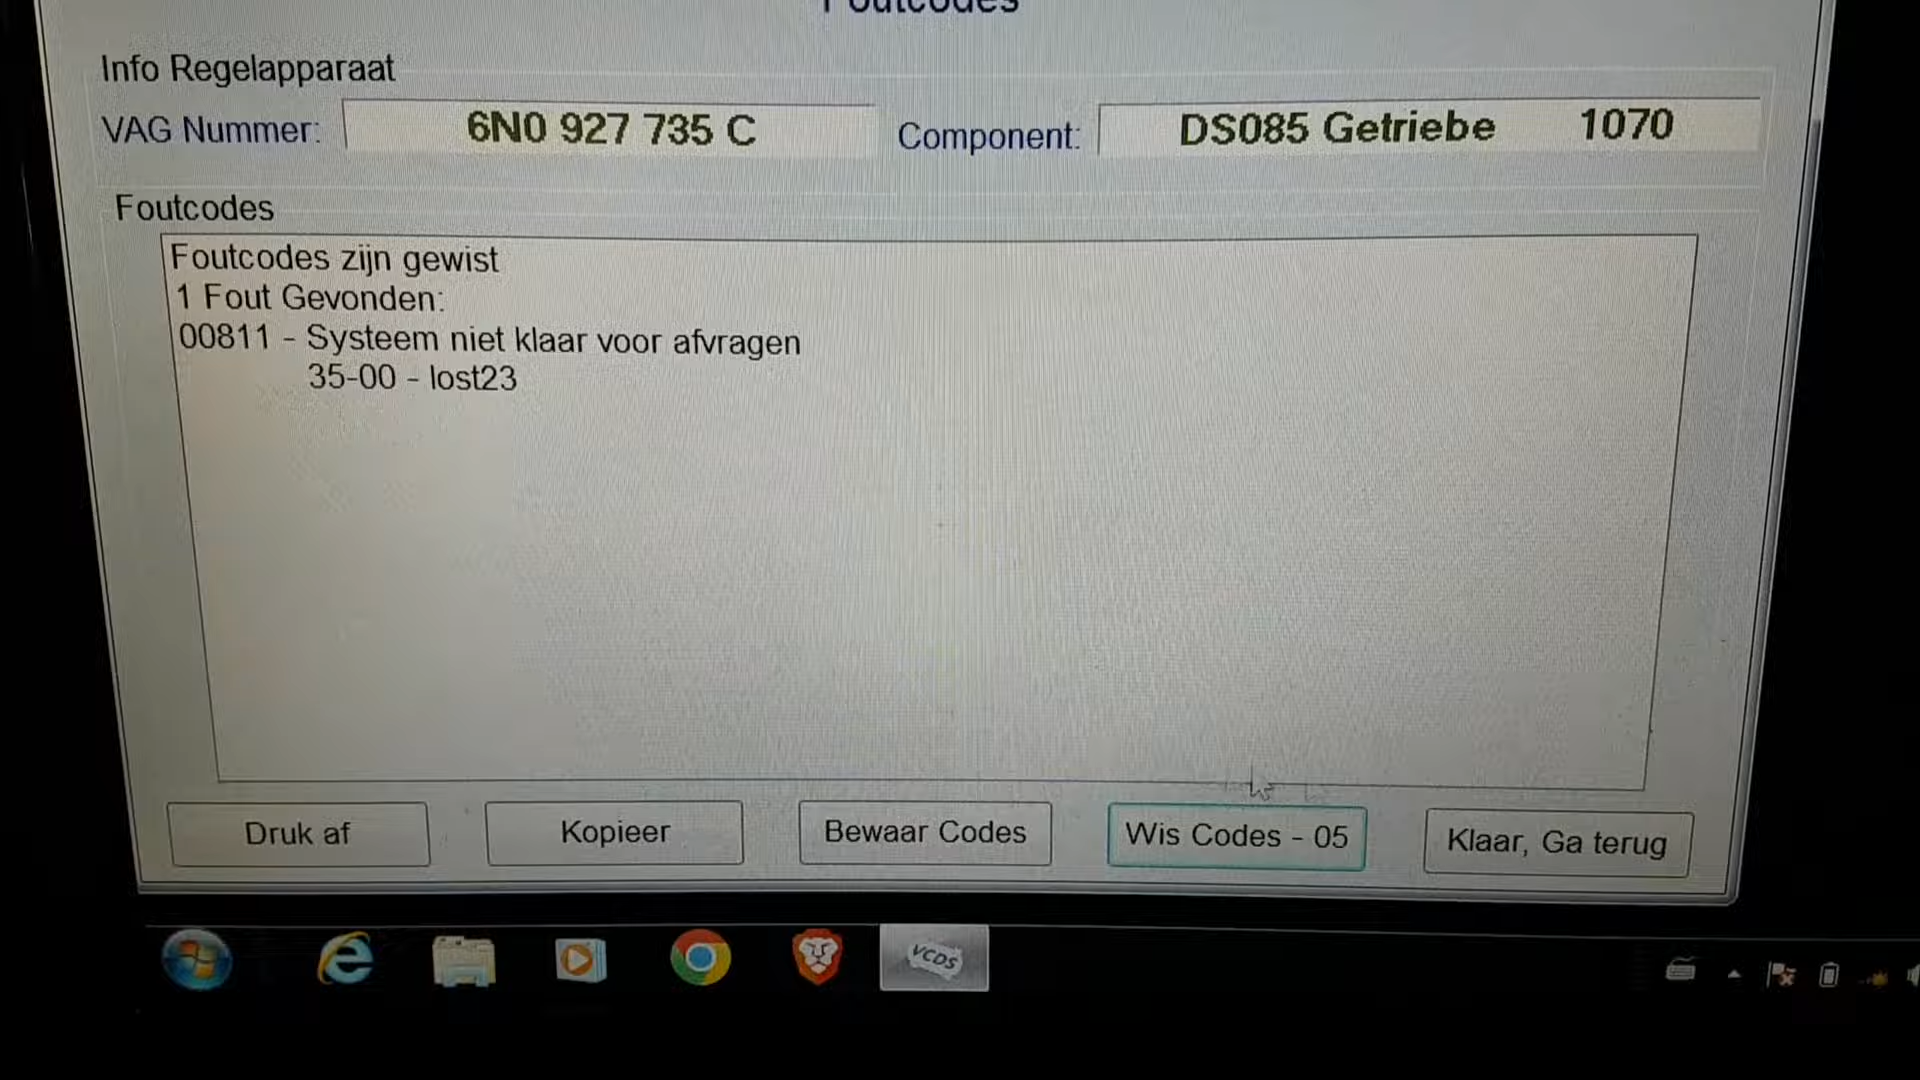 Foutcodes
Info Regelapparaat
VAG Nummer: 6N0 927 735 C Component: DS085 Getriebe 1070
Foutcodes
Foutcodes zijn gewist
1 Fout Gevonden:
00811 - Systeem niet klaar voor afvragen
35-00 - lost23
Druk af Kopieer Bewaar Codes Wis Codes - 05 Klaar, Ga terug
VCDS